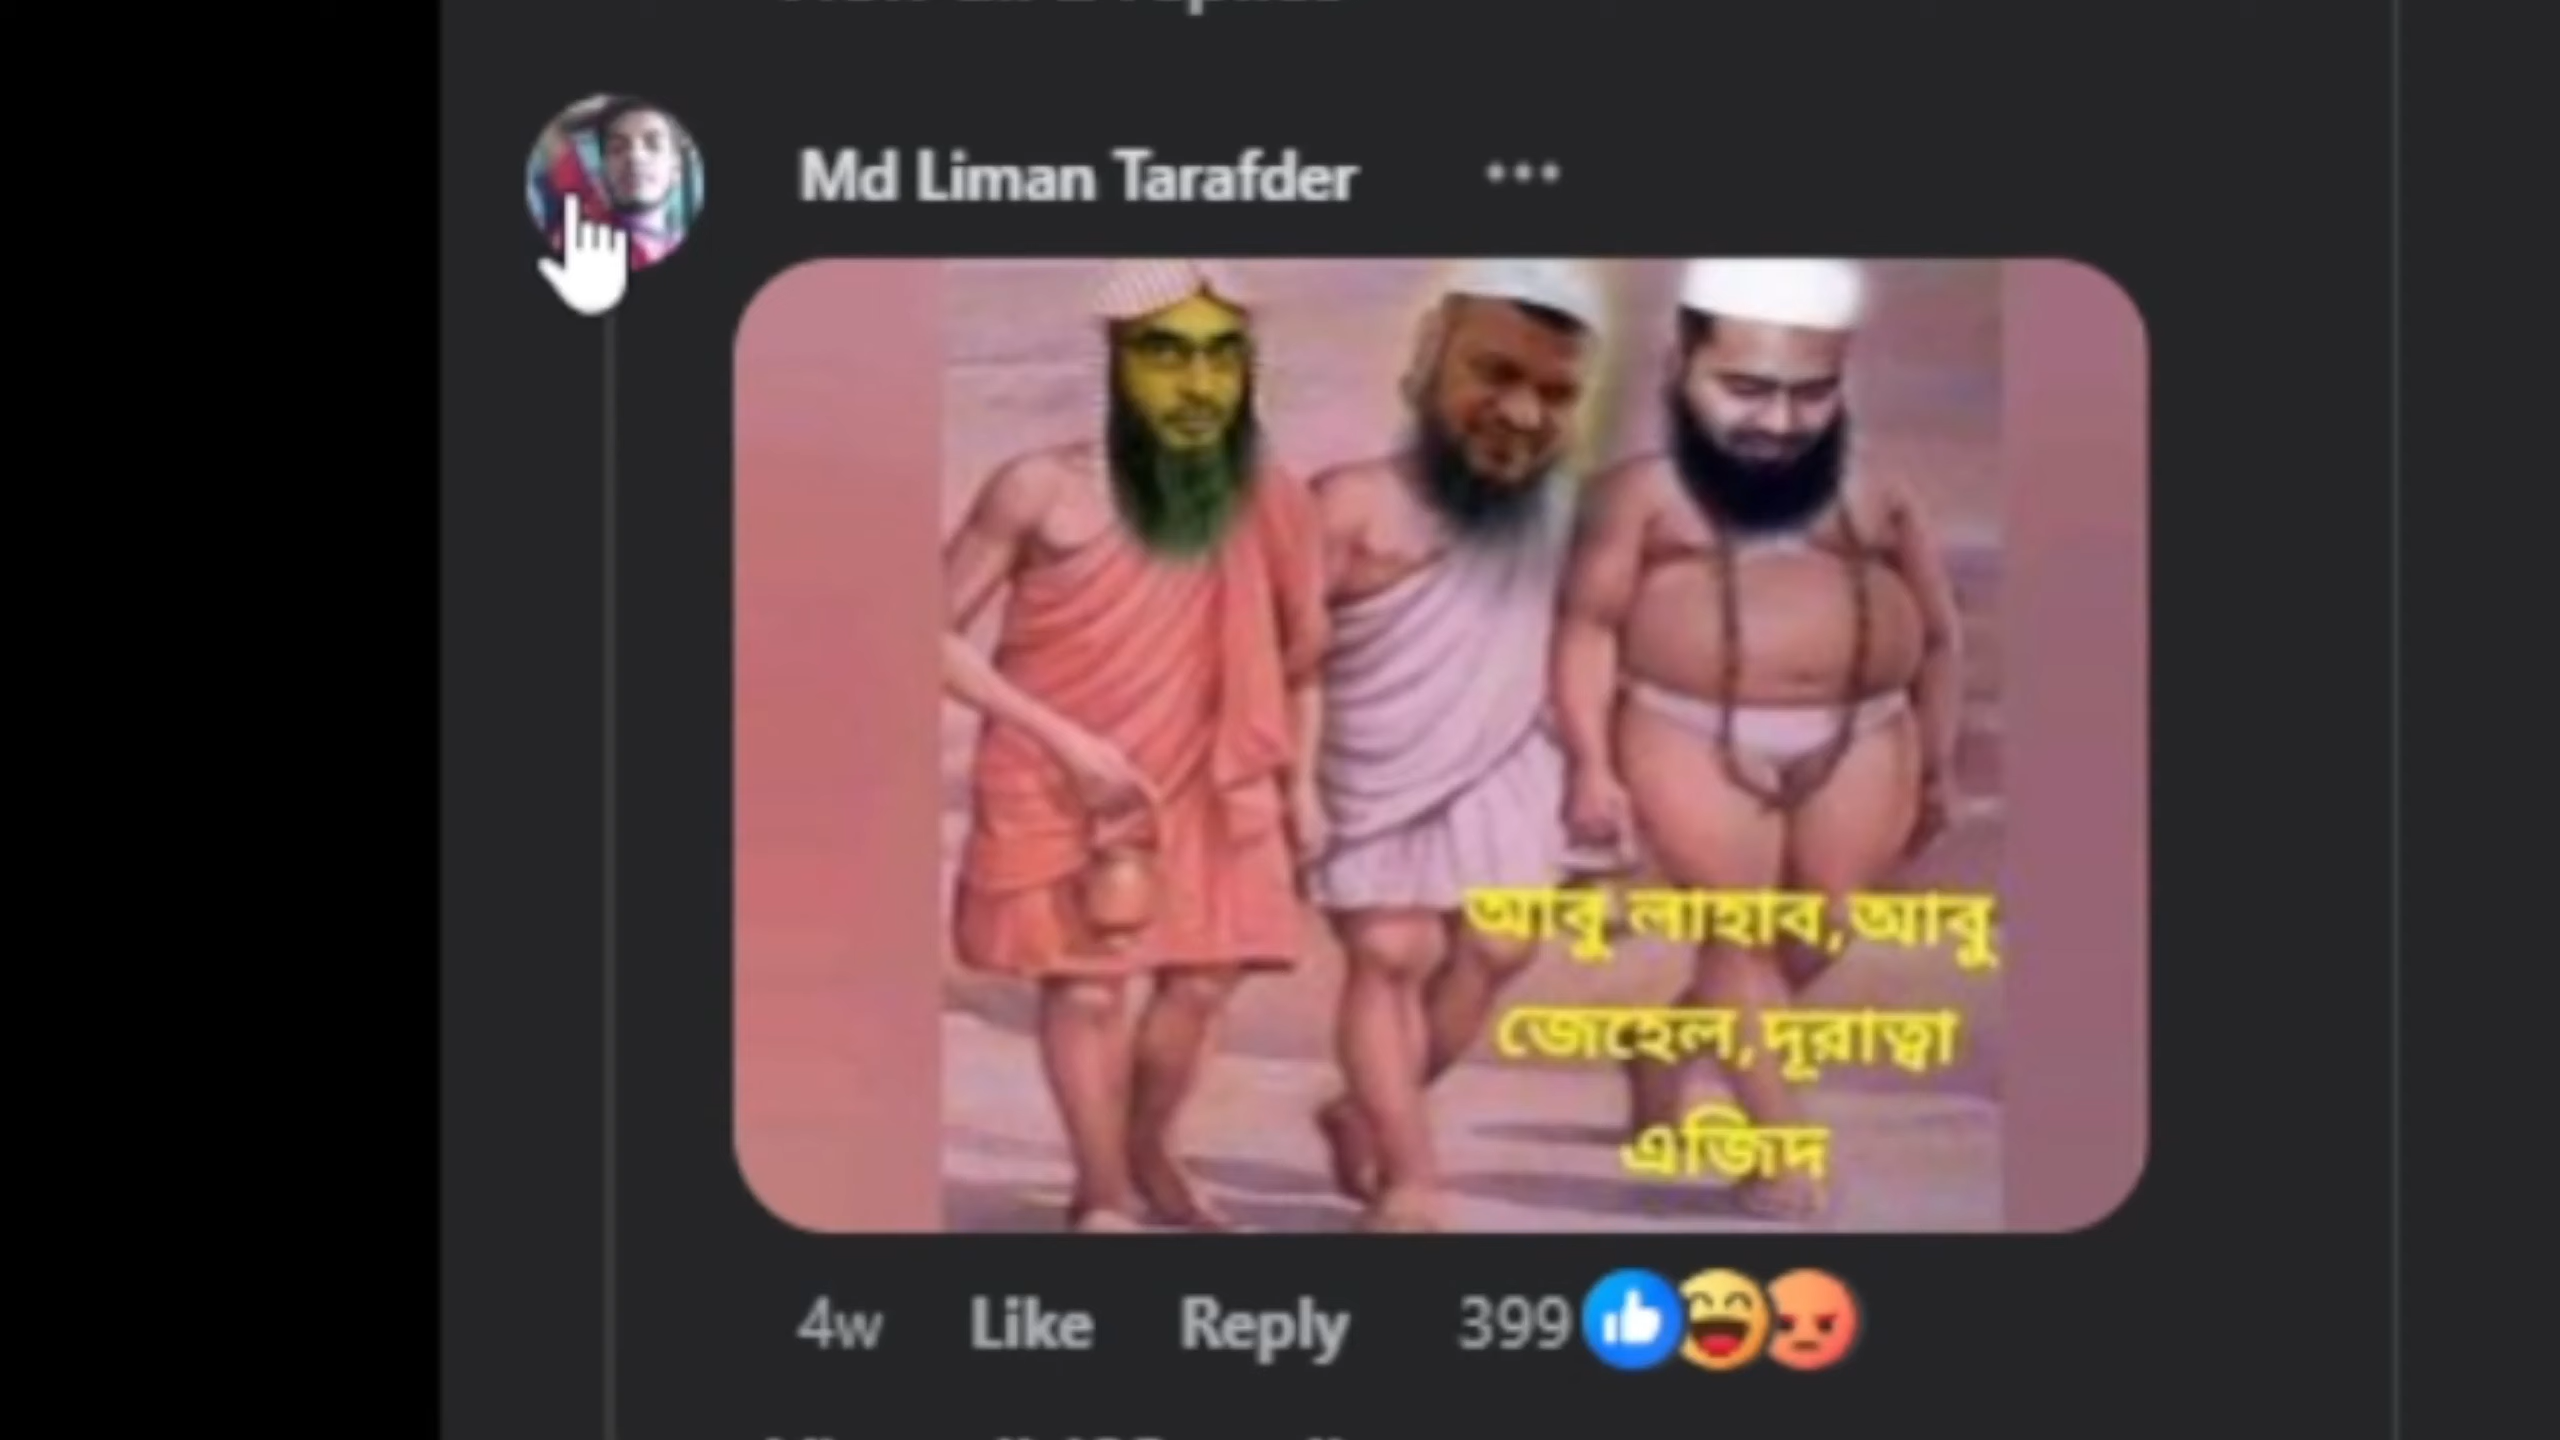 Md Liman Tarafder
আবু লাহাব,আবু
জেহেল,দূরাত্বা
এজিদ
4w Like Reply 399